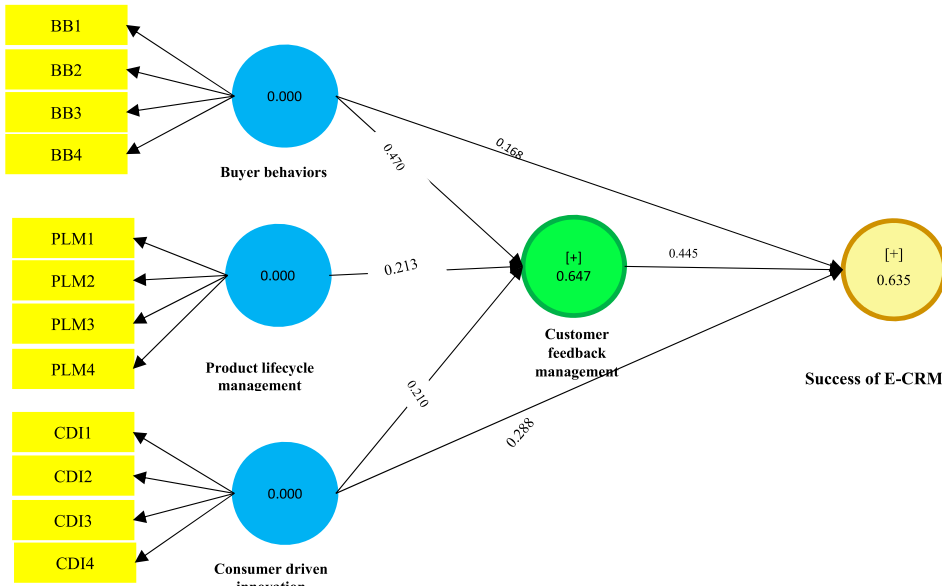 BB1
BB2
BB3
BB4
0.000
Buyer behaviors
0.168
0.470
PLM1
PLM2
PLM3
PLM4
0.000
Product lifecycle
management
0.213
[+]
0.647
Customer
feedback
management
0.445
[+]
0.635
Success of E-CRM
0.210
0.288
CDI1
CDI2
CDI3
CDI4
0.000
Consumer driven
innovation